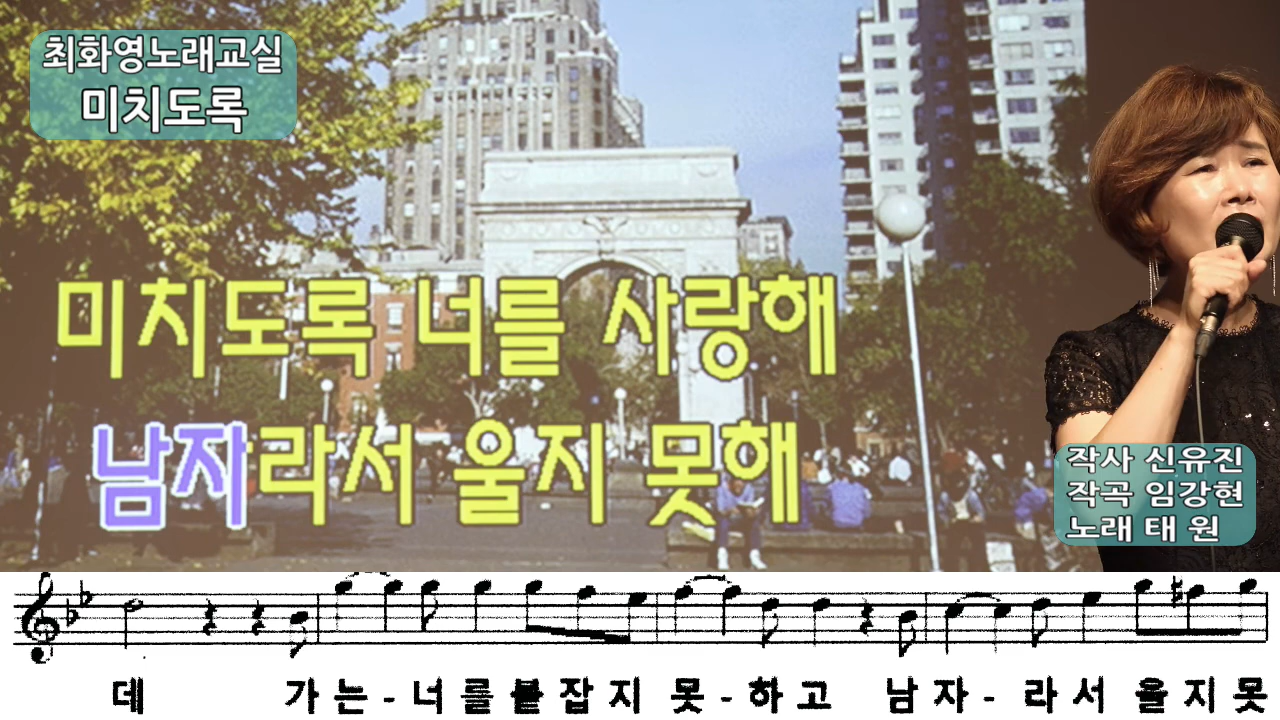 최화영노래교실
미치도록
미치도록 너를 사랑해
남자라서 울지 못해
작사 신유진
작곡 임강현
노래 태 원
데 가는-너를붙잡지못-하고 남자-라서울지못